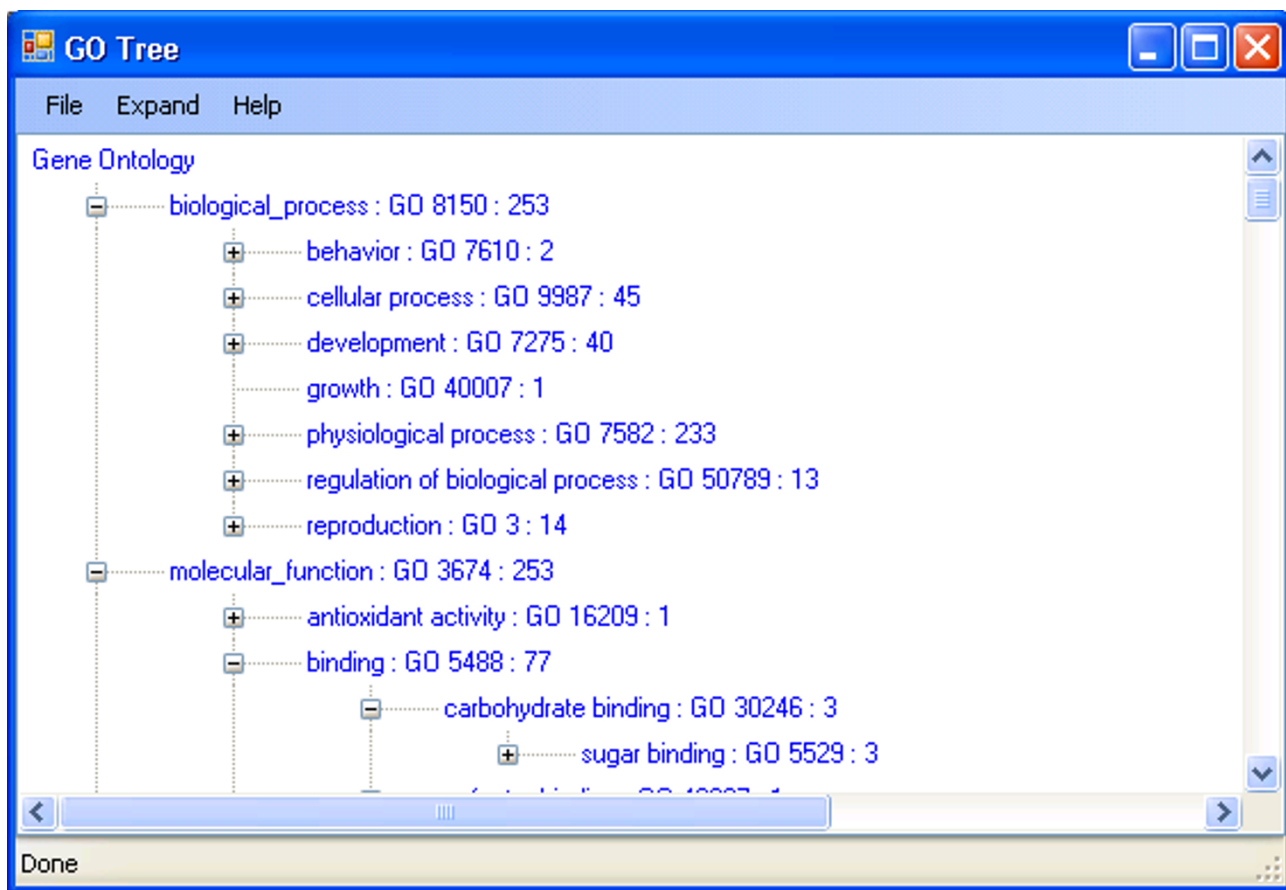 GO Tree
File Expand Help
Gene Ontology
biological_process : GO 8150 : 253
behavior : GO 7610 : 2
cellular process : GO 9987 : 45
development : GO 7275 : 40
growth : GO 40007 : 1
physiological process : GO 7582 : 233
regulation of biological process : GO 50789 : 13
reproduction : GO 3 : 14
molecular_function : GO 3674 : 253
antioxidant activity : GO 16209 : 1
binding : GO 5488 : 77
carbohydrate binding : GO 30246 : 3
sugar binding : GO 5529 : 3
Done